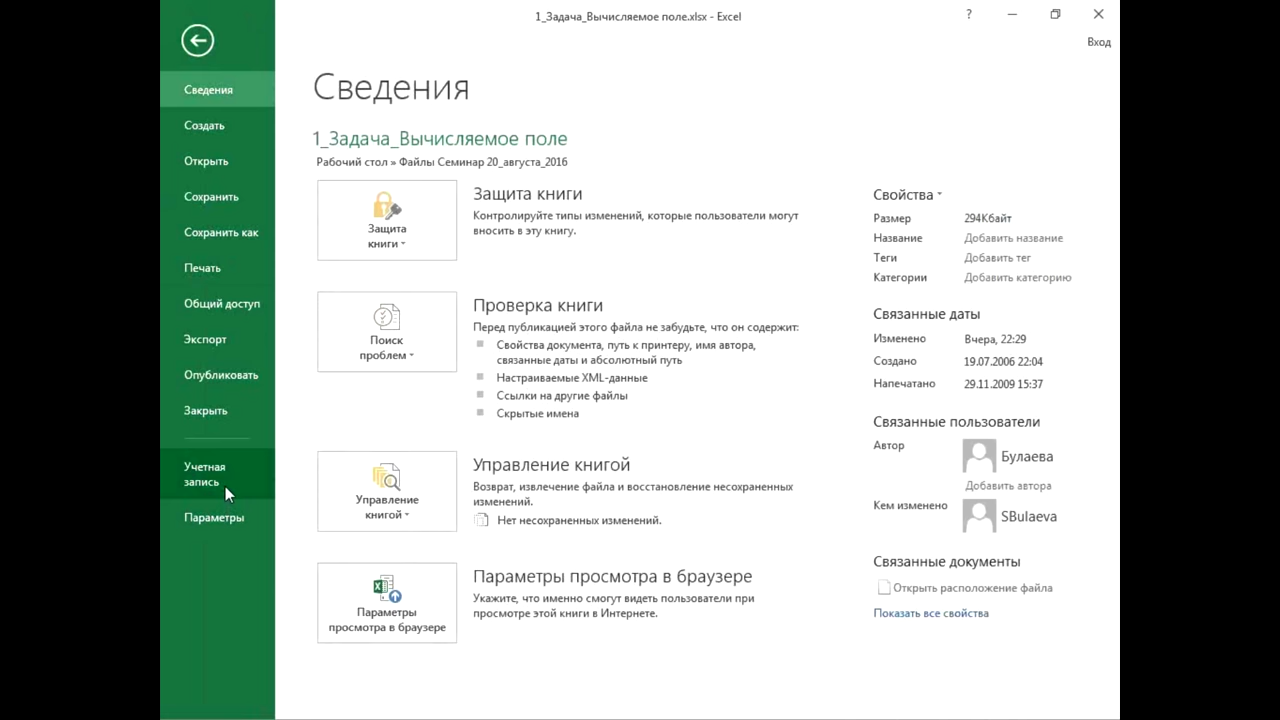 1_Задача_Вычисляемое поле.xlsx - Excel
?
Вход
Сведения
Создать
Открыть
Сохранить
Сохранить как
Печать
Общий доступ
Экспорт
Опубликовать
Закрыть
Учетная
запись
Параметры
Сведения
1_Задача_Вычисляемое поле
Рабочий стол » Файлы Семинар 20_августа_2016
Защита
книги
Защита книги
Контролируйте типы изменений, которые пользователи могут
вносить в эту книгу.
Поиск
проблем
Проверка книги
Перед публикацией этого файла не забудьте, что он содержит:
Свойства документа, путь к принтеру, имя автора,
связанные даты и абсолютный путь
Настраиваемые XML-данные
Ссылки на другие файлы
Скрытые имена
Управление
книгой
Управление книгой
Возврат, извлечение файла и восстановление несохраненных
изменений.
Нет несохраненных изменений.
Параметры
просмотра в браузере
Параметры просмотра в браузере
Укажите, что именно смогут видеть пользователи при
просмотре этой книги в Интернете.
Свойства
Размер 294Кбайт
Название Добавить название
Теги Добавить тег
Категории Добавить категорию
Связанные даты
Изменено Вчера, 22:29
Создано 19.07.2006 22:04
Напечатано 29.11.2009 15:37
Связанные пользователи
Автор Булаева
Добавить автора
Кем изменено SBulaeva
Связанные документы
Открыть расположение файла
Показать все свойства